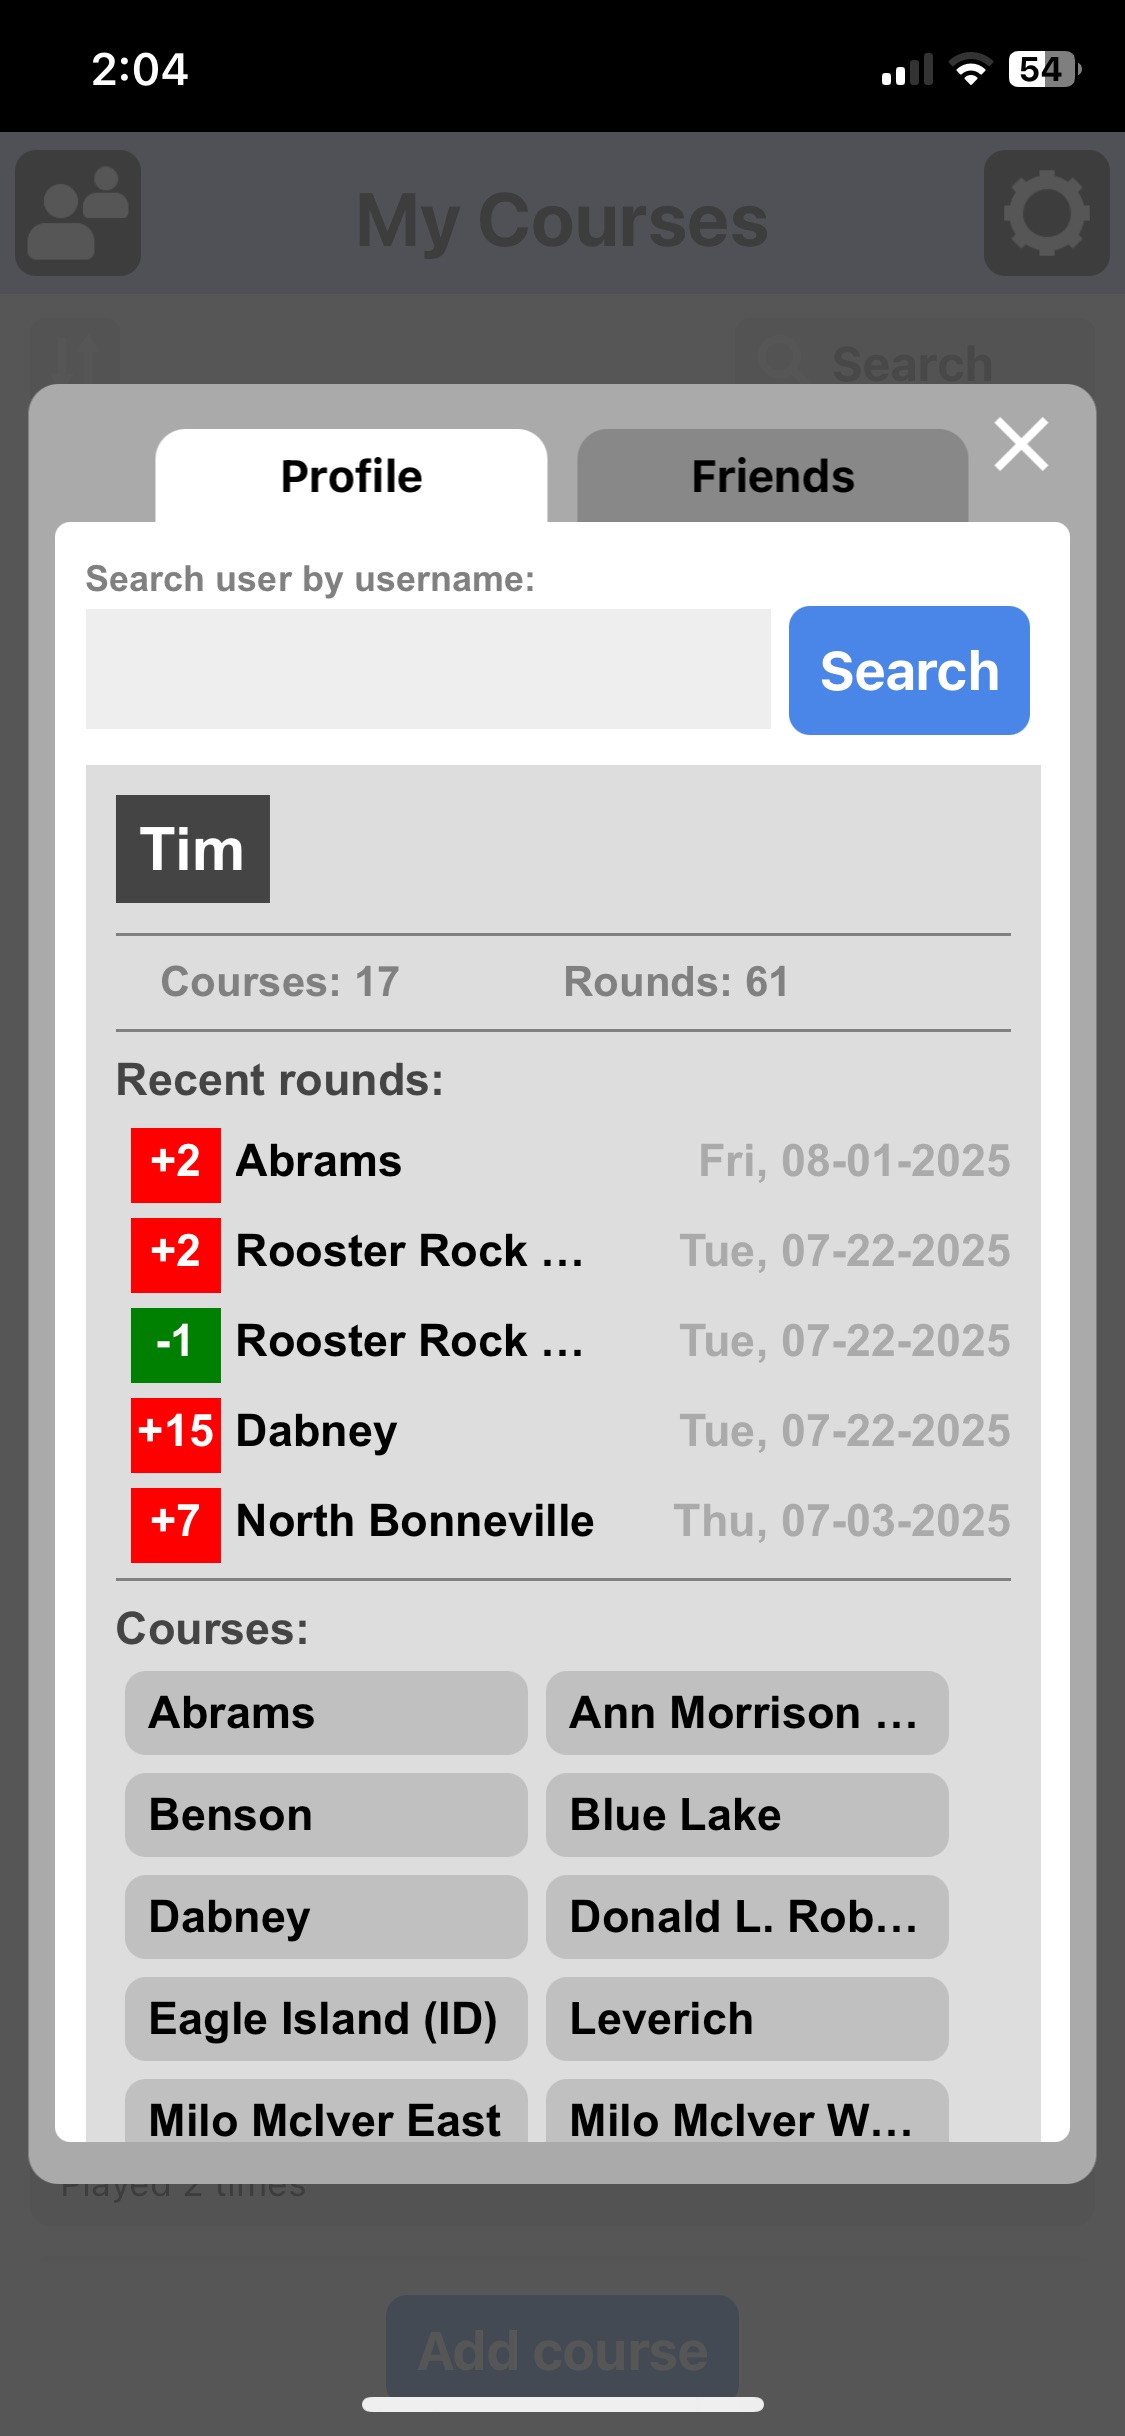 2:04
54
My Courses
Search
Profile
Friends
Search user by username:
Search
Tim
Courses: 17 Rounds: 61
Recent rounds:
+2 Abrams Fri, 08-01-2025
+2 Rooster Rock ... Tue, 07-22-2025
-1 Rooster Rock ... Tue, 07-22-2025
+15 Dabney Tue, 07-22-2025
+7 North Bonneville Thu, 07-03-2025
Courses:
Abrams Ann Morrison ...
Benson Blue Lake
Dabney Donald L. Rob...
Eagle Island (ID) Leverich
Milo McIver East Milo McIver W...
Played 2 times
Add course